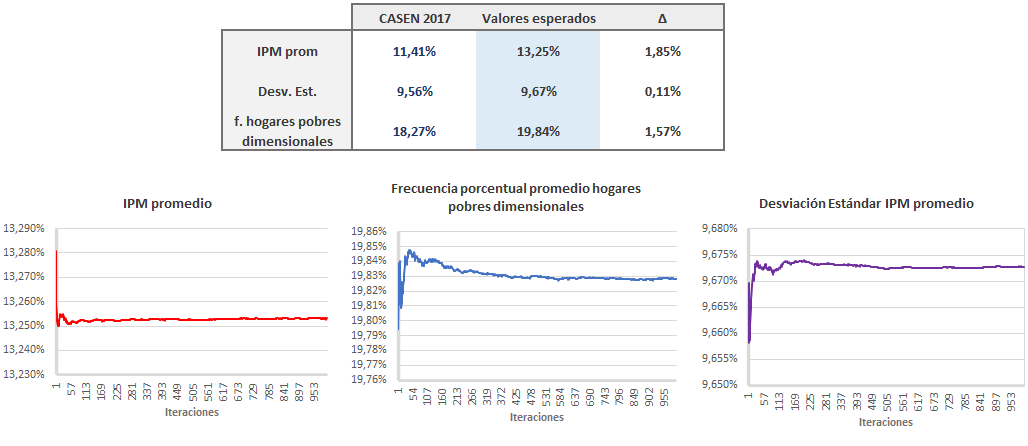 CASEN 2017 Valores esperados Δ
IPM prom 11,41% 13,25% 1,85%
Desv. Est. 9,56% 9,67% 0,11%
f. hogares pobres
dimensionales 18,27% 19,84% 1,57%
IPM promedio
13,290%
13,280%
13,270%
13,260%
13,250%
13,240%
13,230%
1 57 113 169 225 281 337 393 449 505 561 617 673 729 785 841 897 953
Iteraciones
Frecuencia porcentual promedio hogares
pobres dimensionales
19,86%
19,85%
19,84%
19,83%
19,82%
19,81%
19,80%
19,79%
19,78%
19,77%
19,76%
1 54 107 160 213 266 319 372 425 478 531 584 637 690 743 796 849 902 955
Iteraciones
Desviación Estándar IPM promedio
9,680%
9,675%
9,670%
9,665%
9,660%
9,655%
9,650%
1 57 113 169 225 281 337 393 449 505 561 617 673 729 785 841 897 953
Iteraciones